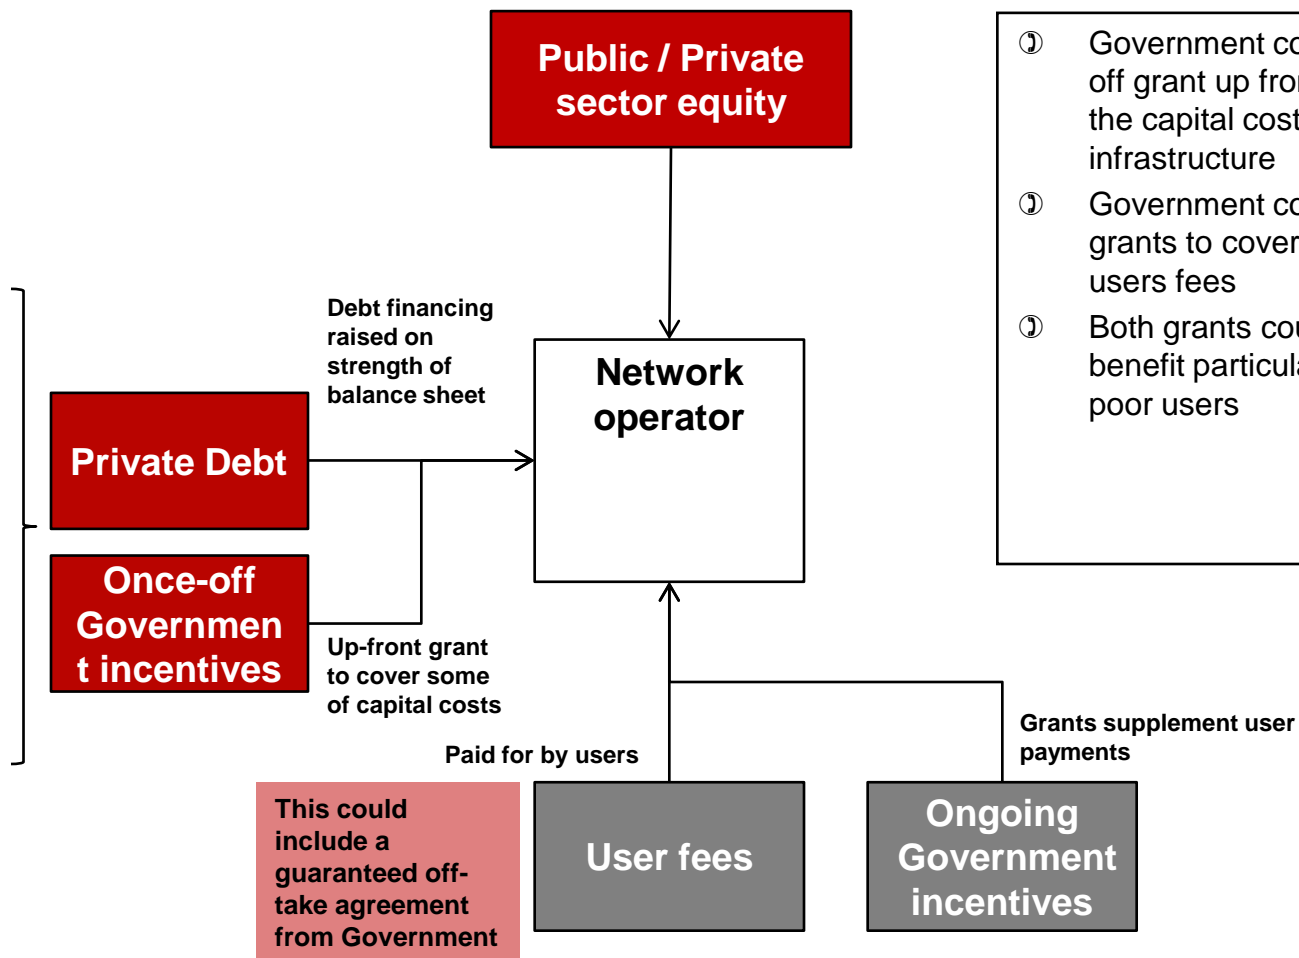 Public / Private
sector equity
Government co
off grant up fro
the capital cost
infrastructure
Government co
grants to cover
users fees
Both grants cou
benefit particul
poor users
Debt financing
raised on
strength of
balance sheet
Network
operator
Private Debt
Once-off
Governmen
t incentives
Up-front grant
to cover some
of capital costs
Grants supplement user
payments
Paid for by users
This could
include a
guaranteed off-
take agreement
from Government
User fees
Ongoing
Government
incentives